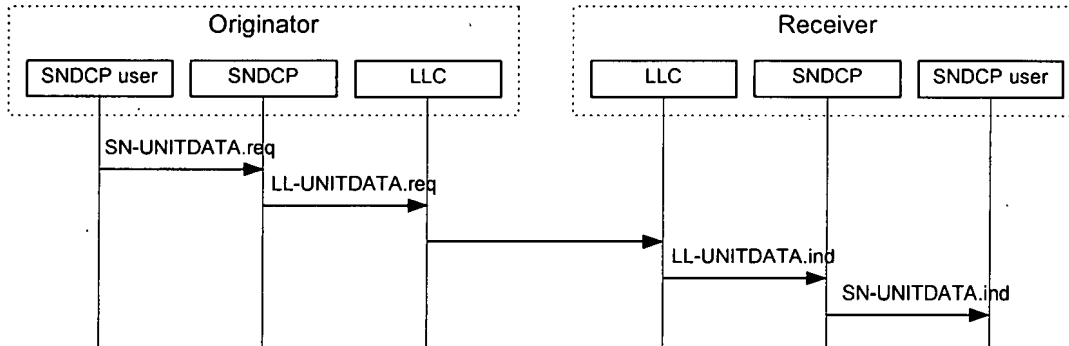 Originator
Receiver
SNDCP user
SNDCP
LLC
LLC
SNDCP
SNDCP user
SN-UNITDATA.req
LL-UNITDATA.req
LL-UNITDATA.ind
SN-UNITDATA.ind